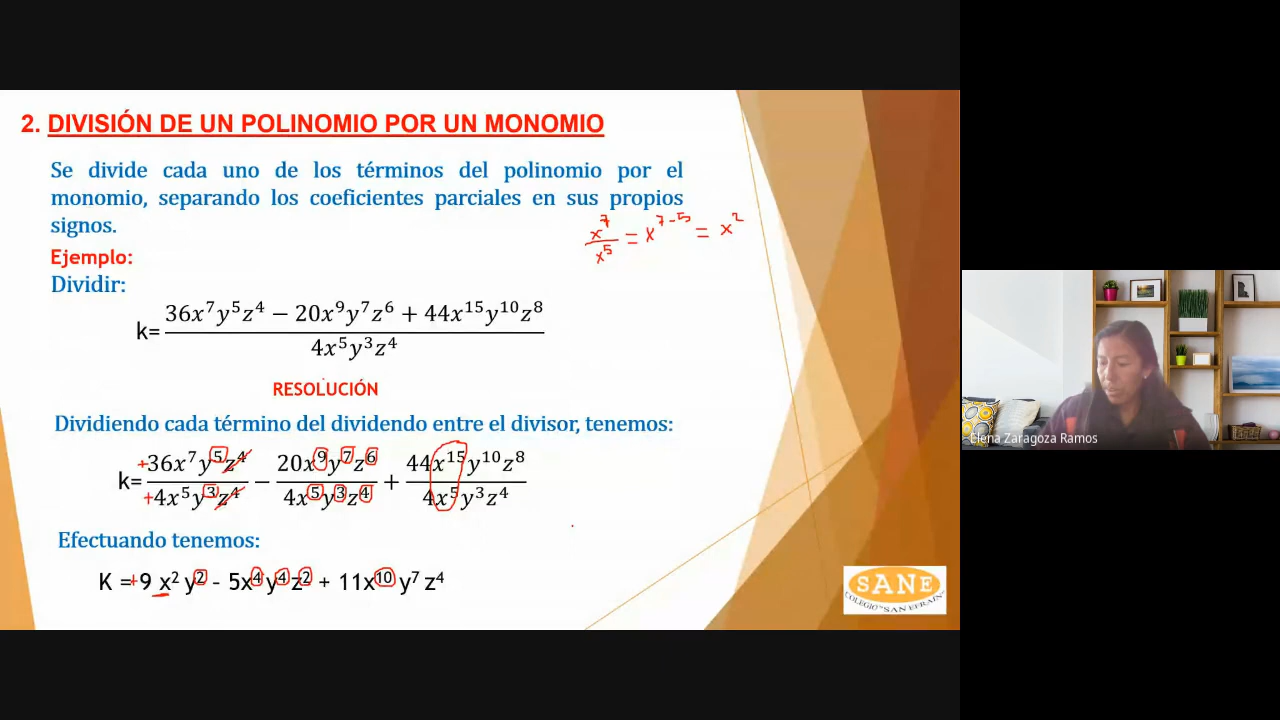 2. DIVISIÓN DE UN POLINOMIO POR UN MONOMIO
Se divide cada uno de los términos del polinomio por el
monomio, separando los coeficientes parciales en sus propios
signos.
x⁷/x⁵ = x⁷⁻⁵ = x²
Ejemplo:
Dividir:
k= (36x⁷y⁵z⁴ − 20x⁹y⁷z⁶ + 44x¹⁵y¹⁰z⁸)/(4x⁵y³z⁴)
RESOLUCIÓN
Dividiendo cada término del dividendo entre el divisor, tenemos:
k= +36x⁷y⁵z⁴/+4x⁵y³z⁴ − 20x⁹y⁷z⁶/4x⁵y³z⁴ + 44x¹⁵y¹⁰z⁸/4x⁵y³z⁴
Efectuando tenemos:
K =+9 x² y² - 5x⁴y⁴z² + 11x¹⁰ y⁷ z⁴
SANE
COLEGIO "SAN EFRAIN"
Elena Zaragoza Ramos